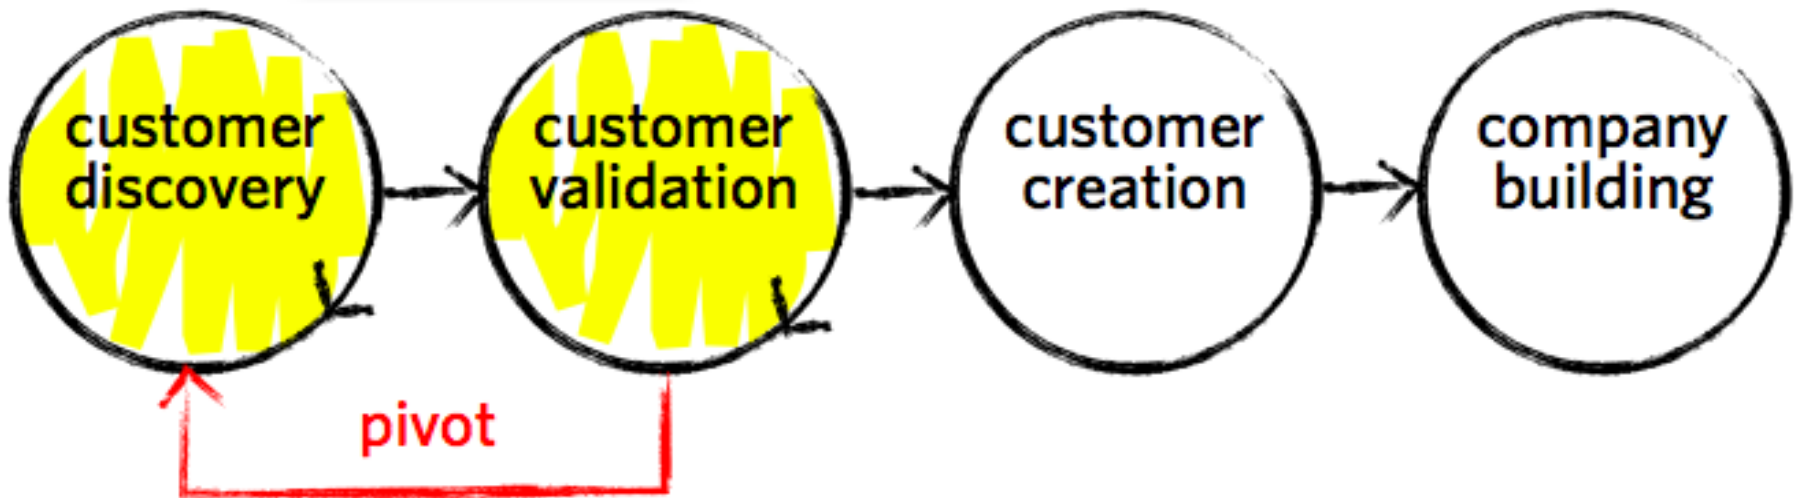 customer
discovery
customer
validation
customer
creation
company
building
pivot